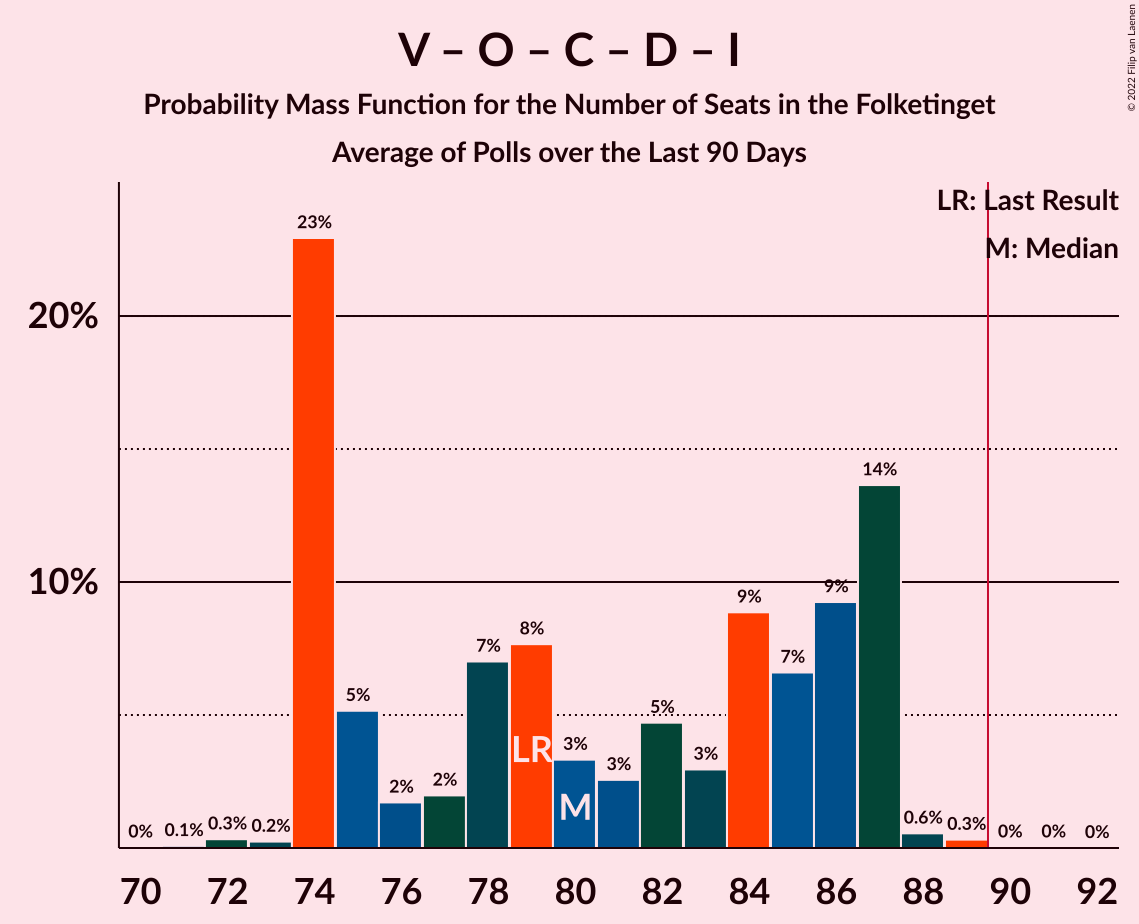 V – O – C – D – I
Probability Mass Function for the Number of Seats in the Folketinget
Average of Polls over the Last 90 Days
© 2022 Filip van Laenen
LR: Last Result
M: Median
20%
10%
0%
0.1%
0.3%
0.2%
23%
5%
2%
2%
7%
8%
3%
3%
5%
3%
9%
7%
9%
14%
0.6%
0.3%
0%
0%
0%
LR
M
70 72 74 76 78 80 82 84 86 88 90 92